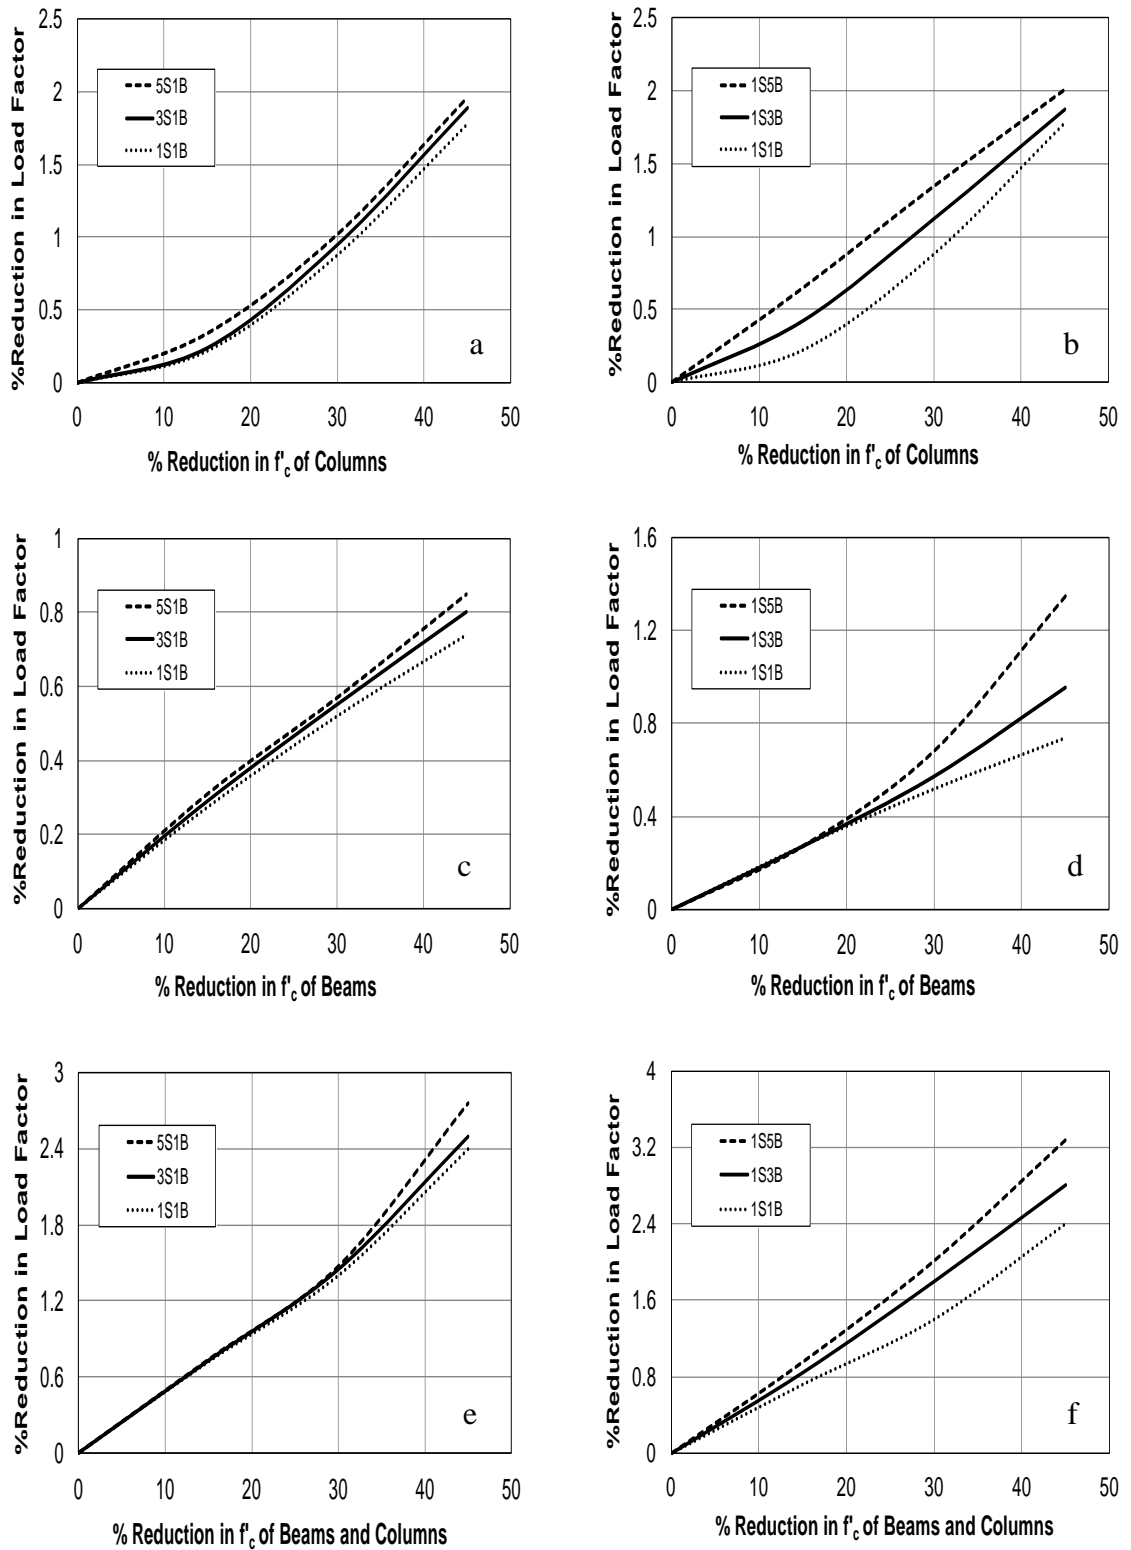 %Reduction in Load Factor
2.5
2
1.5
1
0.5
0
5S1B
3S1B
1S1B
a
0 10 20 30 40 50
% Reduction in f'c of Columns
%Reduction in Load Factor
2.5
2
1.5
1
0.5
0
1S5B
1S3B
1S1B
b
0 10 20 30 40 50
% Reduction in f'c of Columns
%Reduction in Load Factor
1
0.8
0.6
0.4
0.2
0
5S1B
3S1B
1S1B
c
0 10 20 30 40 50
% Reduction in f'c of Beams
%Reduction in Load Factor
1.6
1.2
0.8
0.4
0
1S5B
1S3B
1S1B
d
0 10 20 30 40 50
% Reduction in f'c of Beams
%Reduction in Load Factor
3
2.4
1.8
1.2
0.6
0
5S1B
3S1B
1S1B
e
0 10 20 30 40 50
% Reduction in f'c of Beams and Columns
%Reduction in Load Factor
4
3.2
2.4
1.6
0.8
0
1S5B
1S3B
1S1B
f
0 10 20 30 40 50
% Reduction in f'c of Beams and Columns